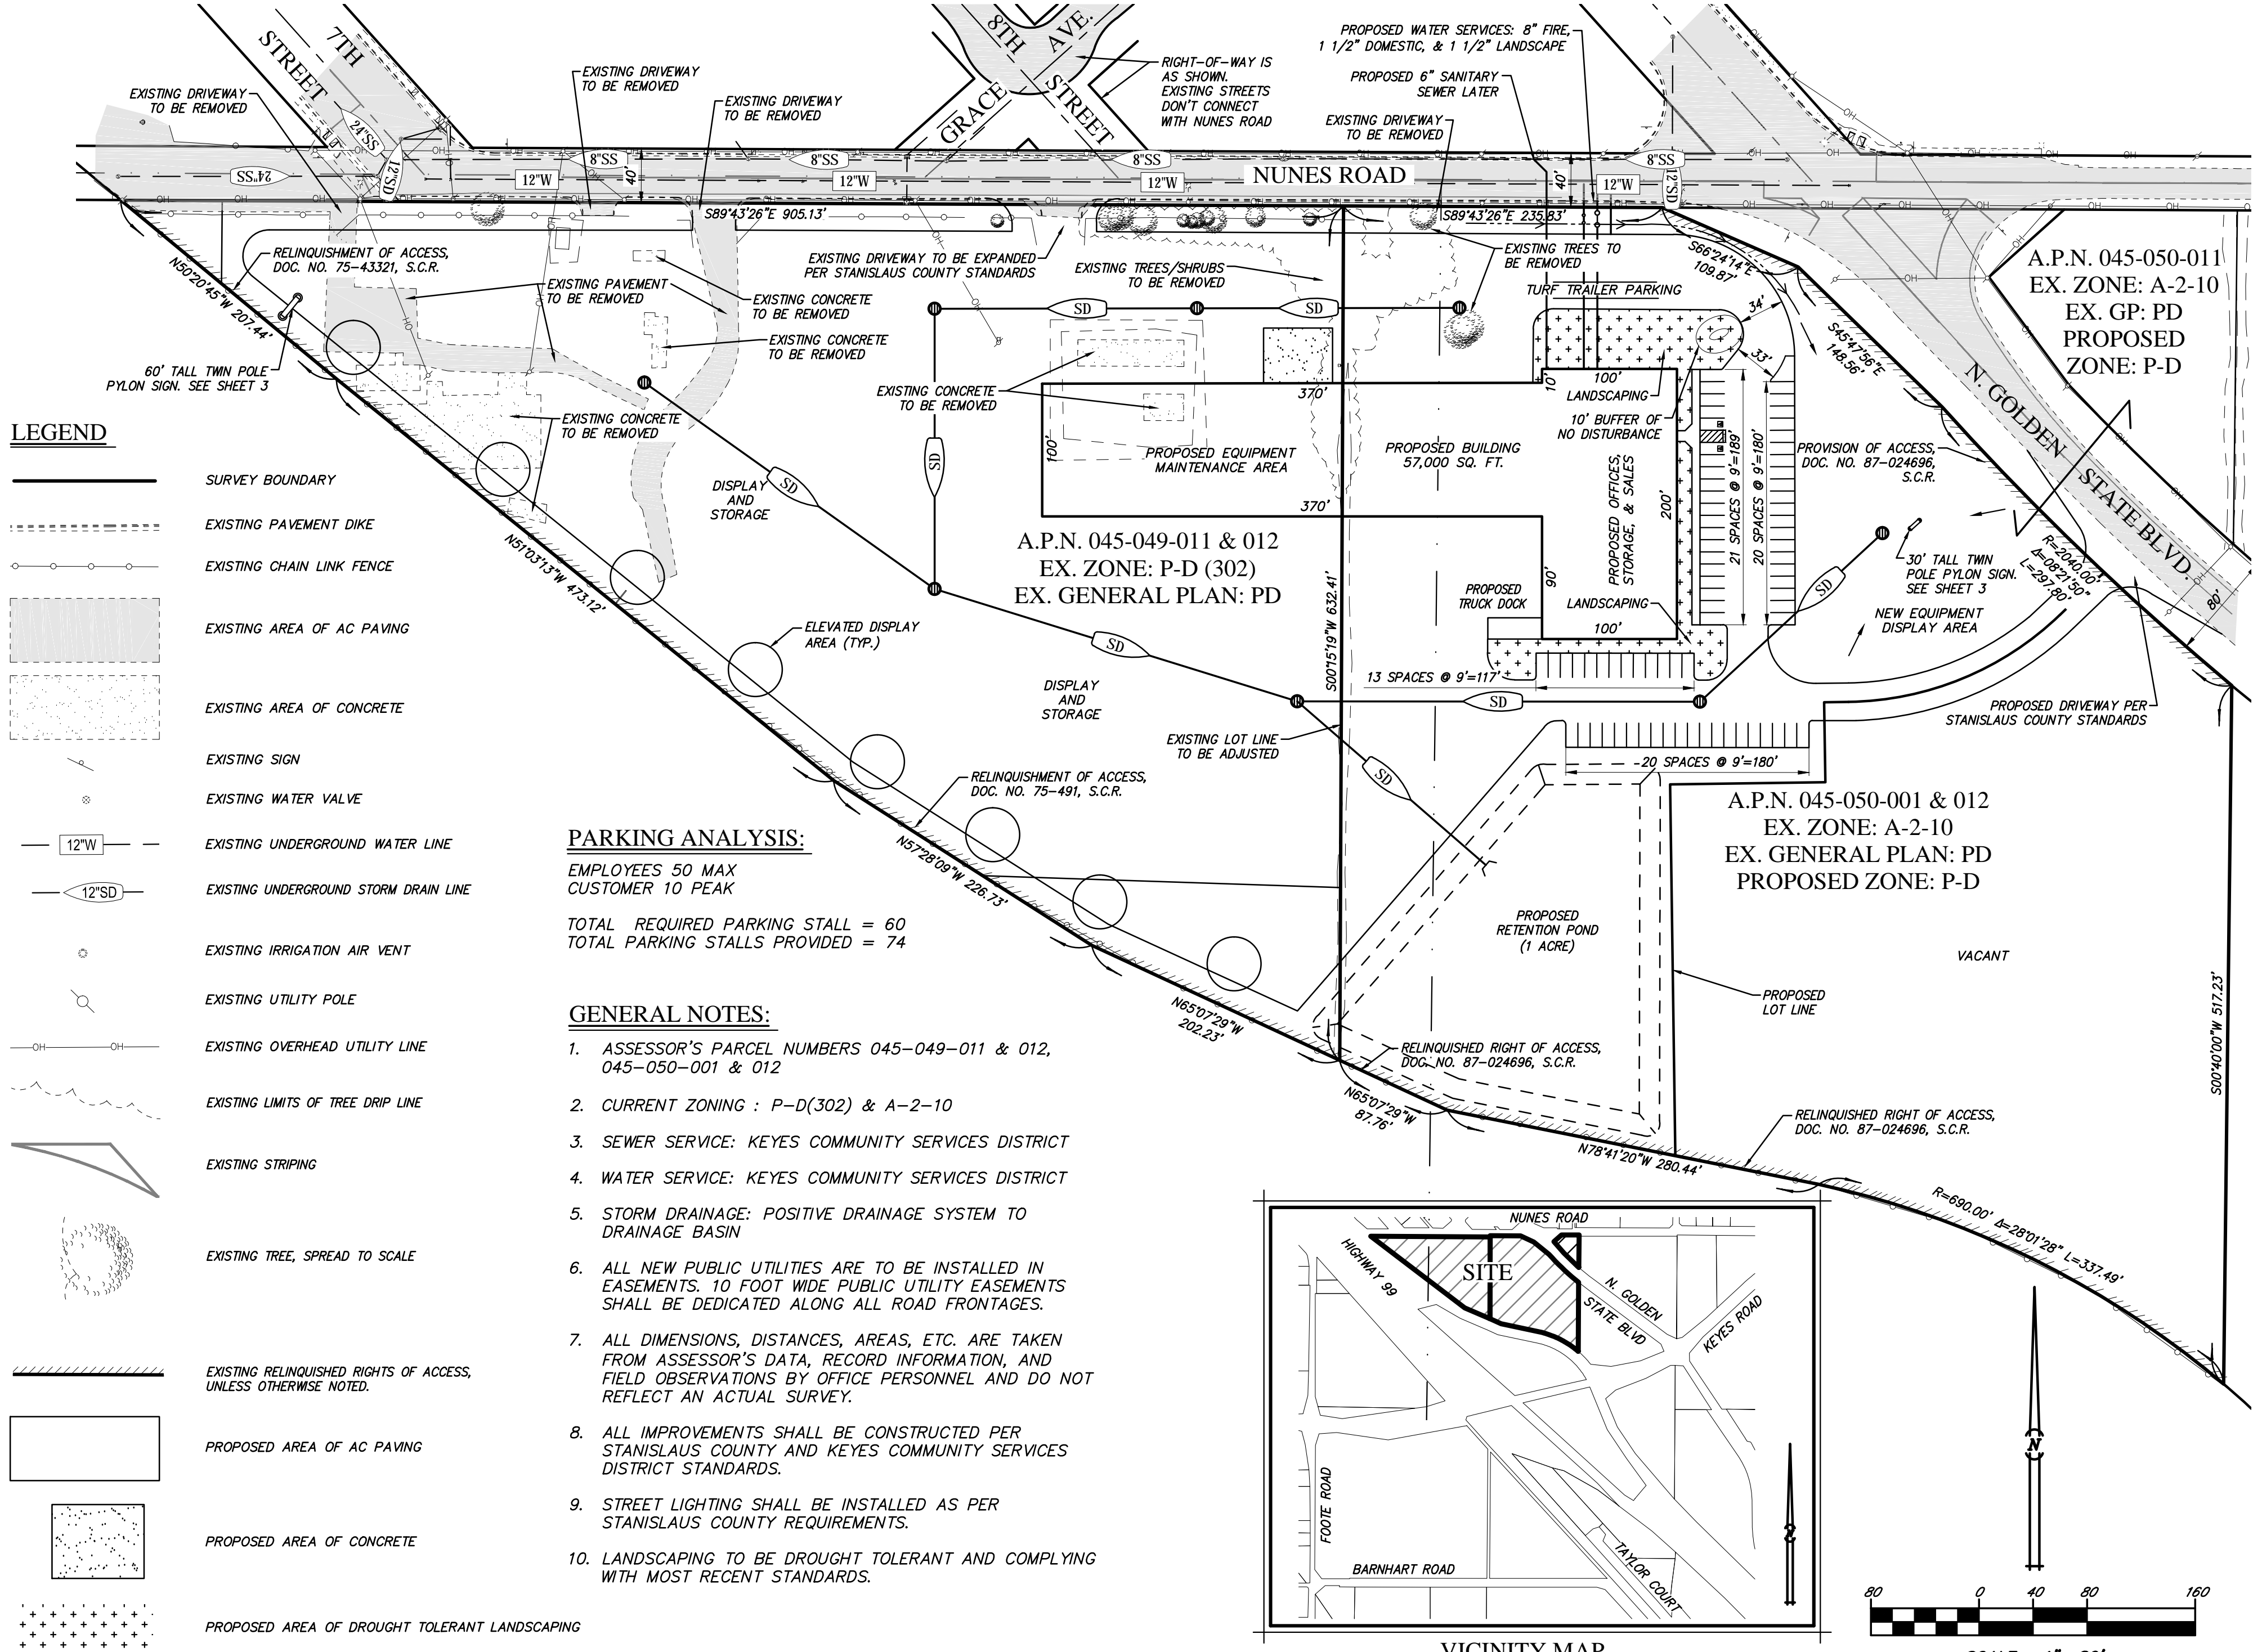 7TH
STREET
8TH
AVE.
GRACE
STREET
EXISTING DRIVEWAY
TO BE REMOVED
EXISTING DRIVEWAY
TO BE REMOVED
EXISTING DRIVEWAY
TO BE REMOVED
RIGHT-OF-WAY IS
AS SHOWN.
EXISTING STREETS
DON'T CONNECT
WITH NUNES ROAD
PROPOSED WATER SERVICES: 8" FIRE,
1 1/2" DOMESTIC, & 1 1/2" LANDSCAPE
PROPOSED 6" SANITARY
SEWER LATER
EXISTING DRIVEWAY
TO BE REMOVED
24"SS
24"SS
12"SD
8"SS
8"SS
8"SS
8"SS
12"W
12"W
12"W
12"W
12"SD
40'
40'
NUNES ROAD
S89°43'26"E 905.13'
S89°43'26"E 235.83'
S66°24'14"E
109.87'
S45°47'56"E
148.56'
RELINQUISHMENT OF ACCESS,
DOC. NO. 75-43321, S.C.R.
N50°20'45"W 207.44'
60' TALL TWIN POLE
PYLON SIGN. SEE SHEET 3
EXISTING PAVEMENT
TO BE REMOVED
EXISTING CONCRETE
TO BE REMOVED
EXISTING CONCRETE
TO BE REMOVED
EXISTING CONCRETE
TO BE REMOVED
EXISTING DRIVEWAY TO BE EXPANDED
PER STANISLAUS COUNTY STANDARDS
EXISTING TREES/SHRUBS
TO BE REMOVED
EXISTING TREES TO
BE REMOVED
EXISTING CONCRETE
TO BE REMOVED
TURF TRAILER PARKING
34'
33'
SD
SD
SD
SD
SD
SD
SD
SD
370'
10'
100'
LANDSCAPING
10' BUFFER OF
NO DISTURBANCE
100'
PROPOSED EQUIPMENT
MAINTENANCE AREA
PROPOSED BUILDING
57,000 SQ. FT.
PROPOSED OFFICES,
STORAGE, & SALES
200'
21 SPACES @ 9'=189'
20 SPACES @ 9'=180'
370'
90'
PROPOSED
TRUCK DOCK
LANDSCAPING
100'
13 SPACES @ 9'=117'
A.P.N. 045-050-011
EX. ZONE: A-2-10
EX. GP: PD
PROPOSED
ZONE: P-D
N. GOLDEN
STATE BLVD.
80'
PROVISION OF ACCESS,
DOC. NO. 87-024696,
S.C.R.
R=2040.00'
Δ=08°21'50"
L=297.80'
30' TALL TWIN
POLE PYLON SIGN.
SEE SHEET 3
NEW EQUIPMENT
DISPLAY AREA
PROPOSED DRIVEWAY PER
STANISLAUS COUNTY STANDARDS
DISPLAY
AND
STORAGE
A.P.N. 045-049-011 & 012
EX. ZONE: P-D (302)
EX. GENERAL PLAN: PD
N51°03'13"W 473.12'
ELEVATED DISPLAY
AREA (TYP.)
DISPLAY
AND
STORAGE
S00°15'19"W 632.41'
EXISTING LOT LINE
TO BE ADJUSTED
RELINQUISHMENT OF ACCESS,
DOC. NO. 75-491, S.C.R.
N57°28'09"W 226.73'
20 SPACES @ 9'=180'
A.P.N. 045-050-001 & 012
EX. ZONE: A-2-10
EX. GENERAL PLAN: PD
PROPOSED ZONE: P-D
PROPOSED
RETENTION POND
(1 ACRE)
VACANT
PROPOSED
LOT LINE
N65°07'29"W
202.23'
RELINQUISHED RIGHT OF ACCESS,
DOC. NO. 87-024696, S.C.R.
N65°07'29"W
87.76'
RELINQUISHED RIGHT OF ACCESS,
DOC. NO. 87-024696, S.C.R.
N78°41'20"W 280.44'
R=690.00' Δ=28°01'28" L=337.49'
S00°40'00"W 517.23'
LEGEND
SURVEY BOUNDARY
EXISTING PAVEMENT DIKE
EXISTING CHAIN LINK FENCE
EXISTING AREA OF AC PAVING
EXISTING AREA OF CONCRETE
EXISTING SIGN
EXISTING WATER VALVE
12"W
EXISTING UNDERGROUND WATER LINE
12"SD
EXISTING UNDERGROUND STORM DRAIN LINE
EXISTING IRRIGATION AIR VENT
EXISTING UTILITY POLE
OH OH
EXISTING OVERHEAD UTILITY LINE
EXISTING LIMITS OF TREE DRIP LINE
EXISTING STRIPING
EXISTING TREE, SPREAD TO SCALE
EXISTING RELINQUISHED RIGHTS OF ACCESS,
UNLESS OTHERWISE NOTED.
PROPOSED AREA OF AC PAVING
PROPOSED AREA OF CONCRETE
PROPOSED AREA OF DROUGHT TOLERANT LANDSCAPING
PARKING ANALYSIS:
EMPLOYEES 50 MAX
CUSTOMER 10 PEAK
TOTAL REQUIRED PARKING STALL = 60
TOTAL PARKING STALLS PROVIDED = 74
GENERAL NOTES:
1. ASSESSOR'S PARCEL NUMBERS 045-049-011 & 012,
045-050-001 & 012
2. CURRENT ZONING : P-D(302) & A-2-10
3. SEWER SERVICE: KEYES COMMUNITY SERVICES DISTRICT
4. WATER SERVICE: KEYES COMMUNITY SERVICES DISTRICT
5. STORM DRAINAGE: POSITIVE DRAINAGE SYSTEM TO
DRAINAGE BASIN
6. ALL NEW PUBLIC UTILITIES ARE TO BE INSTALLED IN
EASEMENTS. 10 FOOT WIDE PUBLIC UTILITY EASEMENTS
SHALL BE DEDICATED ALONG ALL ROAD FRONTAGES.
7. ALL DIMENSIONS, DISTANCES, AREAS, ETC. ARE TAKEN
FROM ASSESSOR'S DATA, RECORD INFORMATION, AND
FIELD OBSERVATIONS BY OFFICE PERSONNEL AND DO NOT
REFLECT AN ACTUAL SURVEY.
8. ALL IMPROVEMENTS SHALL BE CONSTRUCTED PER
STANISLAUS COUNTY AND KEYES COMMUNITY SERVICES
DISTRICT STANDARDS.
9. STREET LIGHTING SHALL BE INSTALLED AS PER
STANISLAUS COUNTY REQUIREMENTS.
10. LANDSCAPING TO BE DROUGHT TOLERANT AND COMPLYING
WITH MOST RECENT STANDARDS.
NUNES ROAD
HIGHWAY 99
SITE
N. GOLDEN
STATE BLVD
KEYES ROAD
FOOTE ROAD
BARNHART ROAD
TAYLOR COURT
N
VICINITY MAP
N
80 0 40 80 160